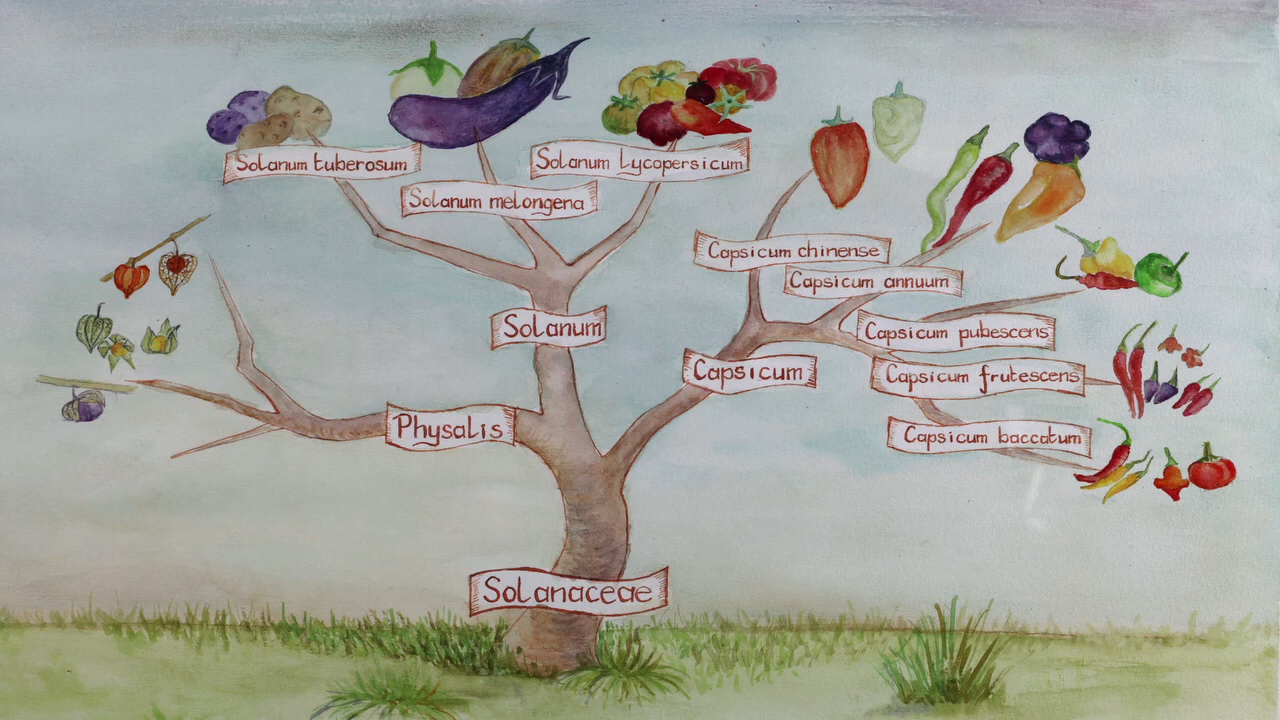 Solanum tuberosum
Solanum Lycopersicum
Solanum melongena
Capsicum chinense
Capsicum annuum
Solanum
Capsicum pubescens
Capsicum
Capsicum frutescens
Physalis
Capsicum baccatum
Solanaceae